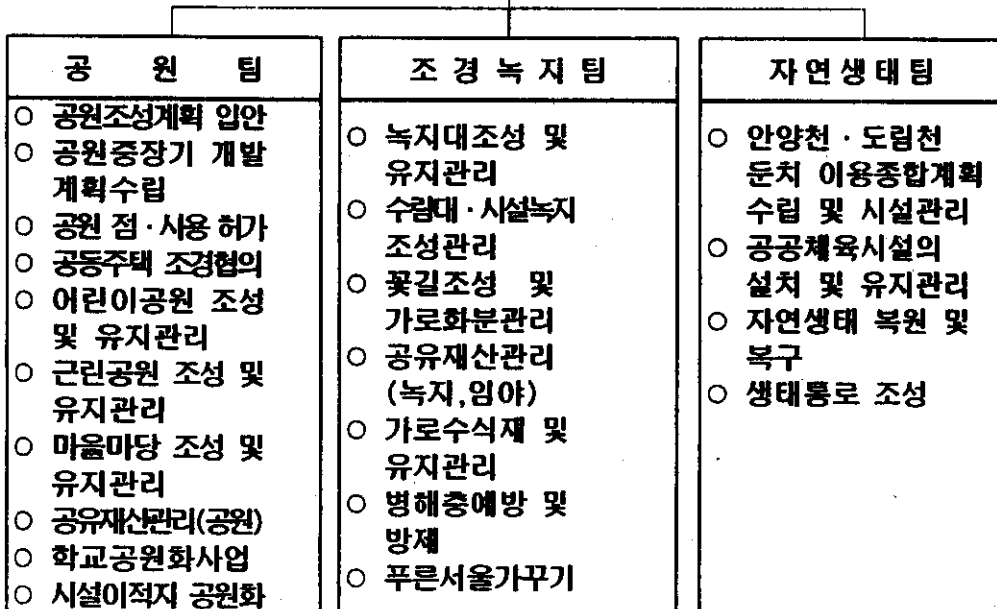 공 원 팀
○ 공원조성계획 입안
○ 공원중장기 개발
계획수립
○ 공원 점·사용 허가
○ 공동주택 조경협의
○ 어린이공원 조성
및 유지관리
○ 근린공원 조성 및
유지관리
○ 마을마당 조성 및
유지관리
○ 공유재산관리(공원)
○ 학교공원화사업
○ 시설이적지 공원화
조 경 녹 지 팀
○ 녹지대조성 및
유지관리
○ 수림대·시설녹지
조성관리
○ 꽃길조성 및
가로화분관리
○ 공유재산관리
(녹지,임야)
○ 가로수식재 및
유지관리
○ 병해충예방 및
방제
○ 푸른서울가꾸기
자연생태팀
○ 안양천·도림천
둔치 이용종합계획
수립 및 시설관리
○ 공공체육시설의
설치 및 유지관리
○ 자연생태 복원 및
복구
○ 생태통로 조성